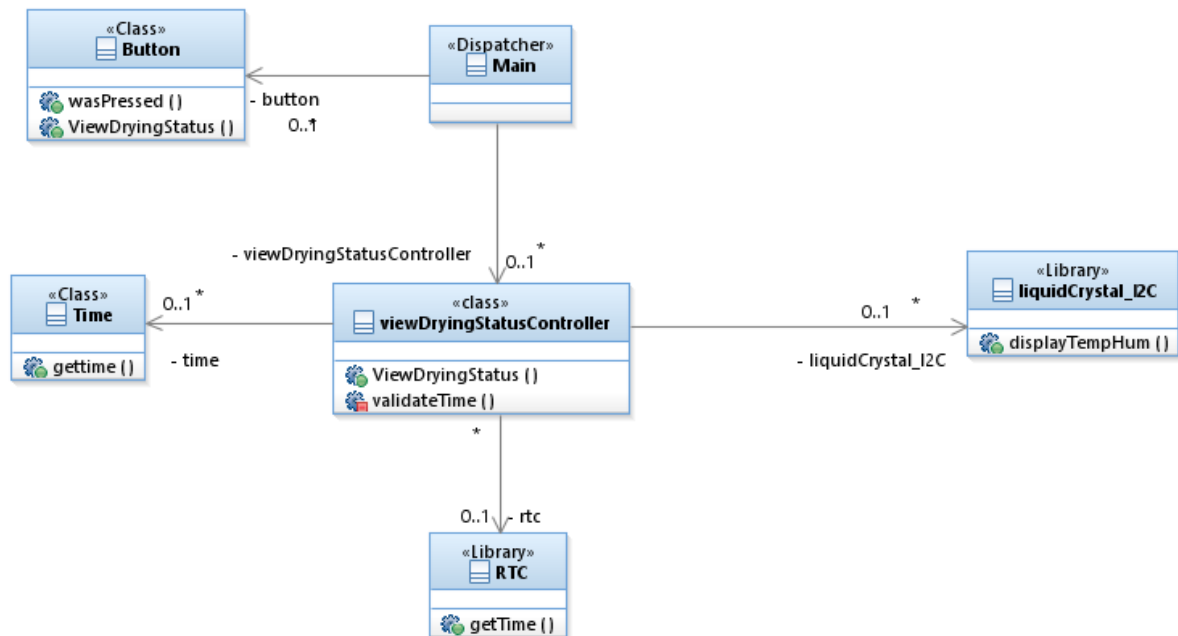 «Class»
Button
wasPressed ()
ViewDryingStatus ()
«Dispatcher»
Main
- button
0..1
*
- viewDryingStatusController
0..1
*
«Class»
Time
gettime ()
0..1
*
- time
«class»
viewDryingStatusController
ViewDryingStatus ()
validateTime ()
0..1
*
- liquidCrystal_I2C
«Library»
liquidCrystal_I2C
displayTempHum ()
*
0..1
- rtc
«Library»
RTC
getTime ()